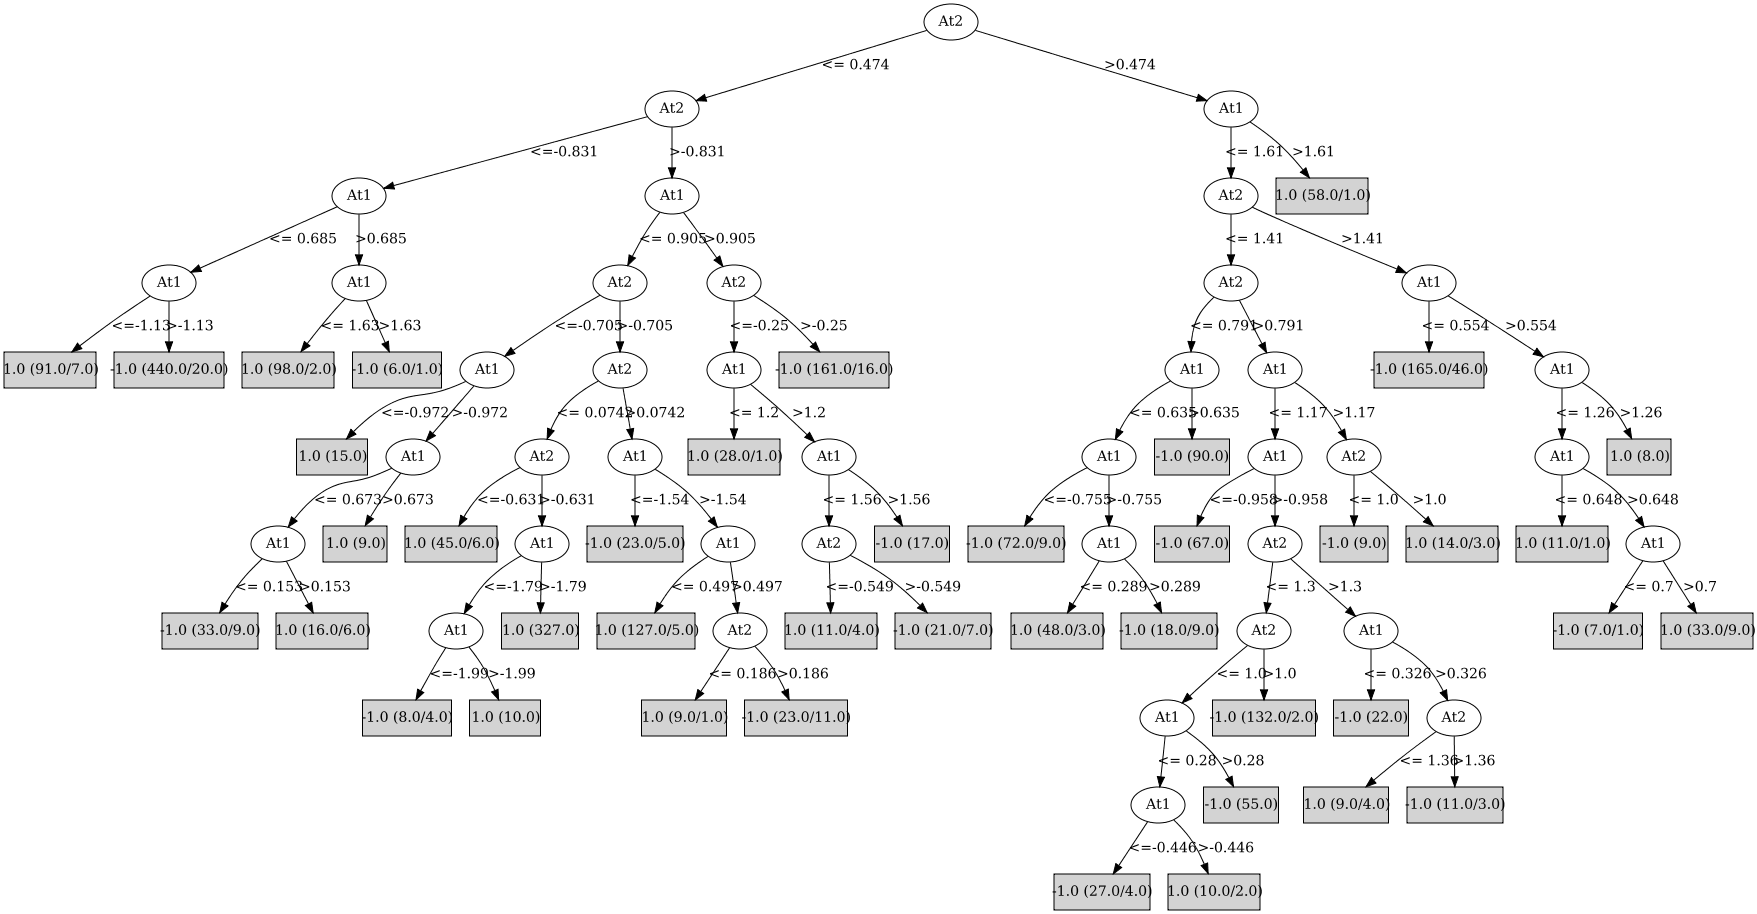 At2
<= 0.474 >0.474
At2 At1
<=-0.831 >-0.831 <= 1.61 >1.61
At1 At1 At2 1.0 (58.0/1.0)
<= 0.685 >0.685 <= 0.905 >0.905 <= 1.41 >1.41
At1 At1 At2 At2 At2 At1
<=-1.13 >-1.13 <= 1.63 >1.63 <=-0.705 >-0.705 <=-0.25 >-0.25 <= 0.791 >0.791 <= 0.554 >0.554
1.0 (91.0/7.0) -1.0 (440.0/20.0) 1.0 (98.0/2.0) -1.0 (6.0/1.0) At1 At2 At1 -1.0 (161.0/16.0) At1 At1 -1.0 (165.0/46.0) At1
<=-0.972 >-0.972 <= 0.0742 >0.0742 <= 1.2 >1.2 <= 0.635 >0.635 <= 1.17 >1.17 <= 1.26 >1.26
1.0 (15.0) At1 At2 At1 1.0 (28.0/1.0) At1 At1 -1.0 (90.0) At1 At2 At1 1.0 (8.0)
<= 0.673 >0.673 <=-0.631 >-0.631 <=-1.54 >-1.54 <= 1.56 >1.56 <=-0.755 >-0.755 <=-0.958 >-0.958 <= 1.0 >1.0 <= 0.648 >0.648
At1 1.0 (9.0) 1.0 (45.0/6.0) At1 -1.0 (23.0/5.0) At1 At2 -1.0 (17.0) -1.0 (72.0/9.0) At1 -1.0 (67.0) At2 -1.0 (9.0) 1.0 (14.0/3.0) 1.0 (11.0/1.0) At1
<= 0.153 >0.153 <=-1.79 >-1.79 <= 0.497 >0.497 <=-0.549 >-0.549 <= 0.289 >0.289 <= 1.3 >1.3 <= 0.7 >0.7
-1.0 (33.0/9.0) 1.0 (16.0/6.0) At1 1.0 (327.0) 1.0 (127.0/5.0) At2 1.0 (11.0/4.0) -1.0 (21.0/7.0) 1.0 (48.0/3.0) -1.0 (18.0/9.0) At2 At1 -1.0 (7.0/1.0) 1.0 (33.0/9.0)
<=-1.99 >-1.99 <= 0.186 >0.186 <= 1.0 >1.0 <= 0.326 >0.326
-1.0 (8.0/4.0) 1.0 (10.0) 1.0 (9.0/1.0) -1.0 (23.0/11.0) At1 -1.0 (132.0/2.0) -1.0 (22.0) At2
<= 0.28 >0.28 <= 1.36 >1.36
At1 -1.0 (55.0) 1.0 (9.0/4.0) -1.0 (11.0/3.0)
<=-0.446 >-0.446
-1.0 (27.0/4.0) 1.0 (10.0/2.0)